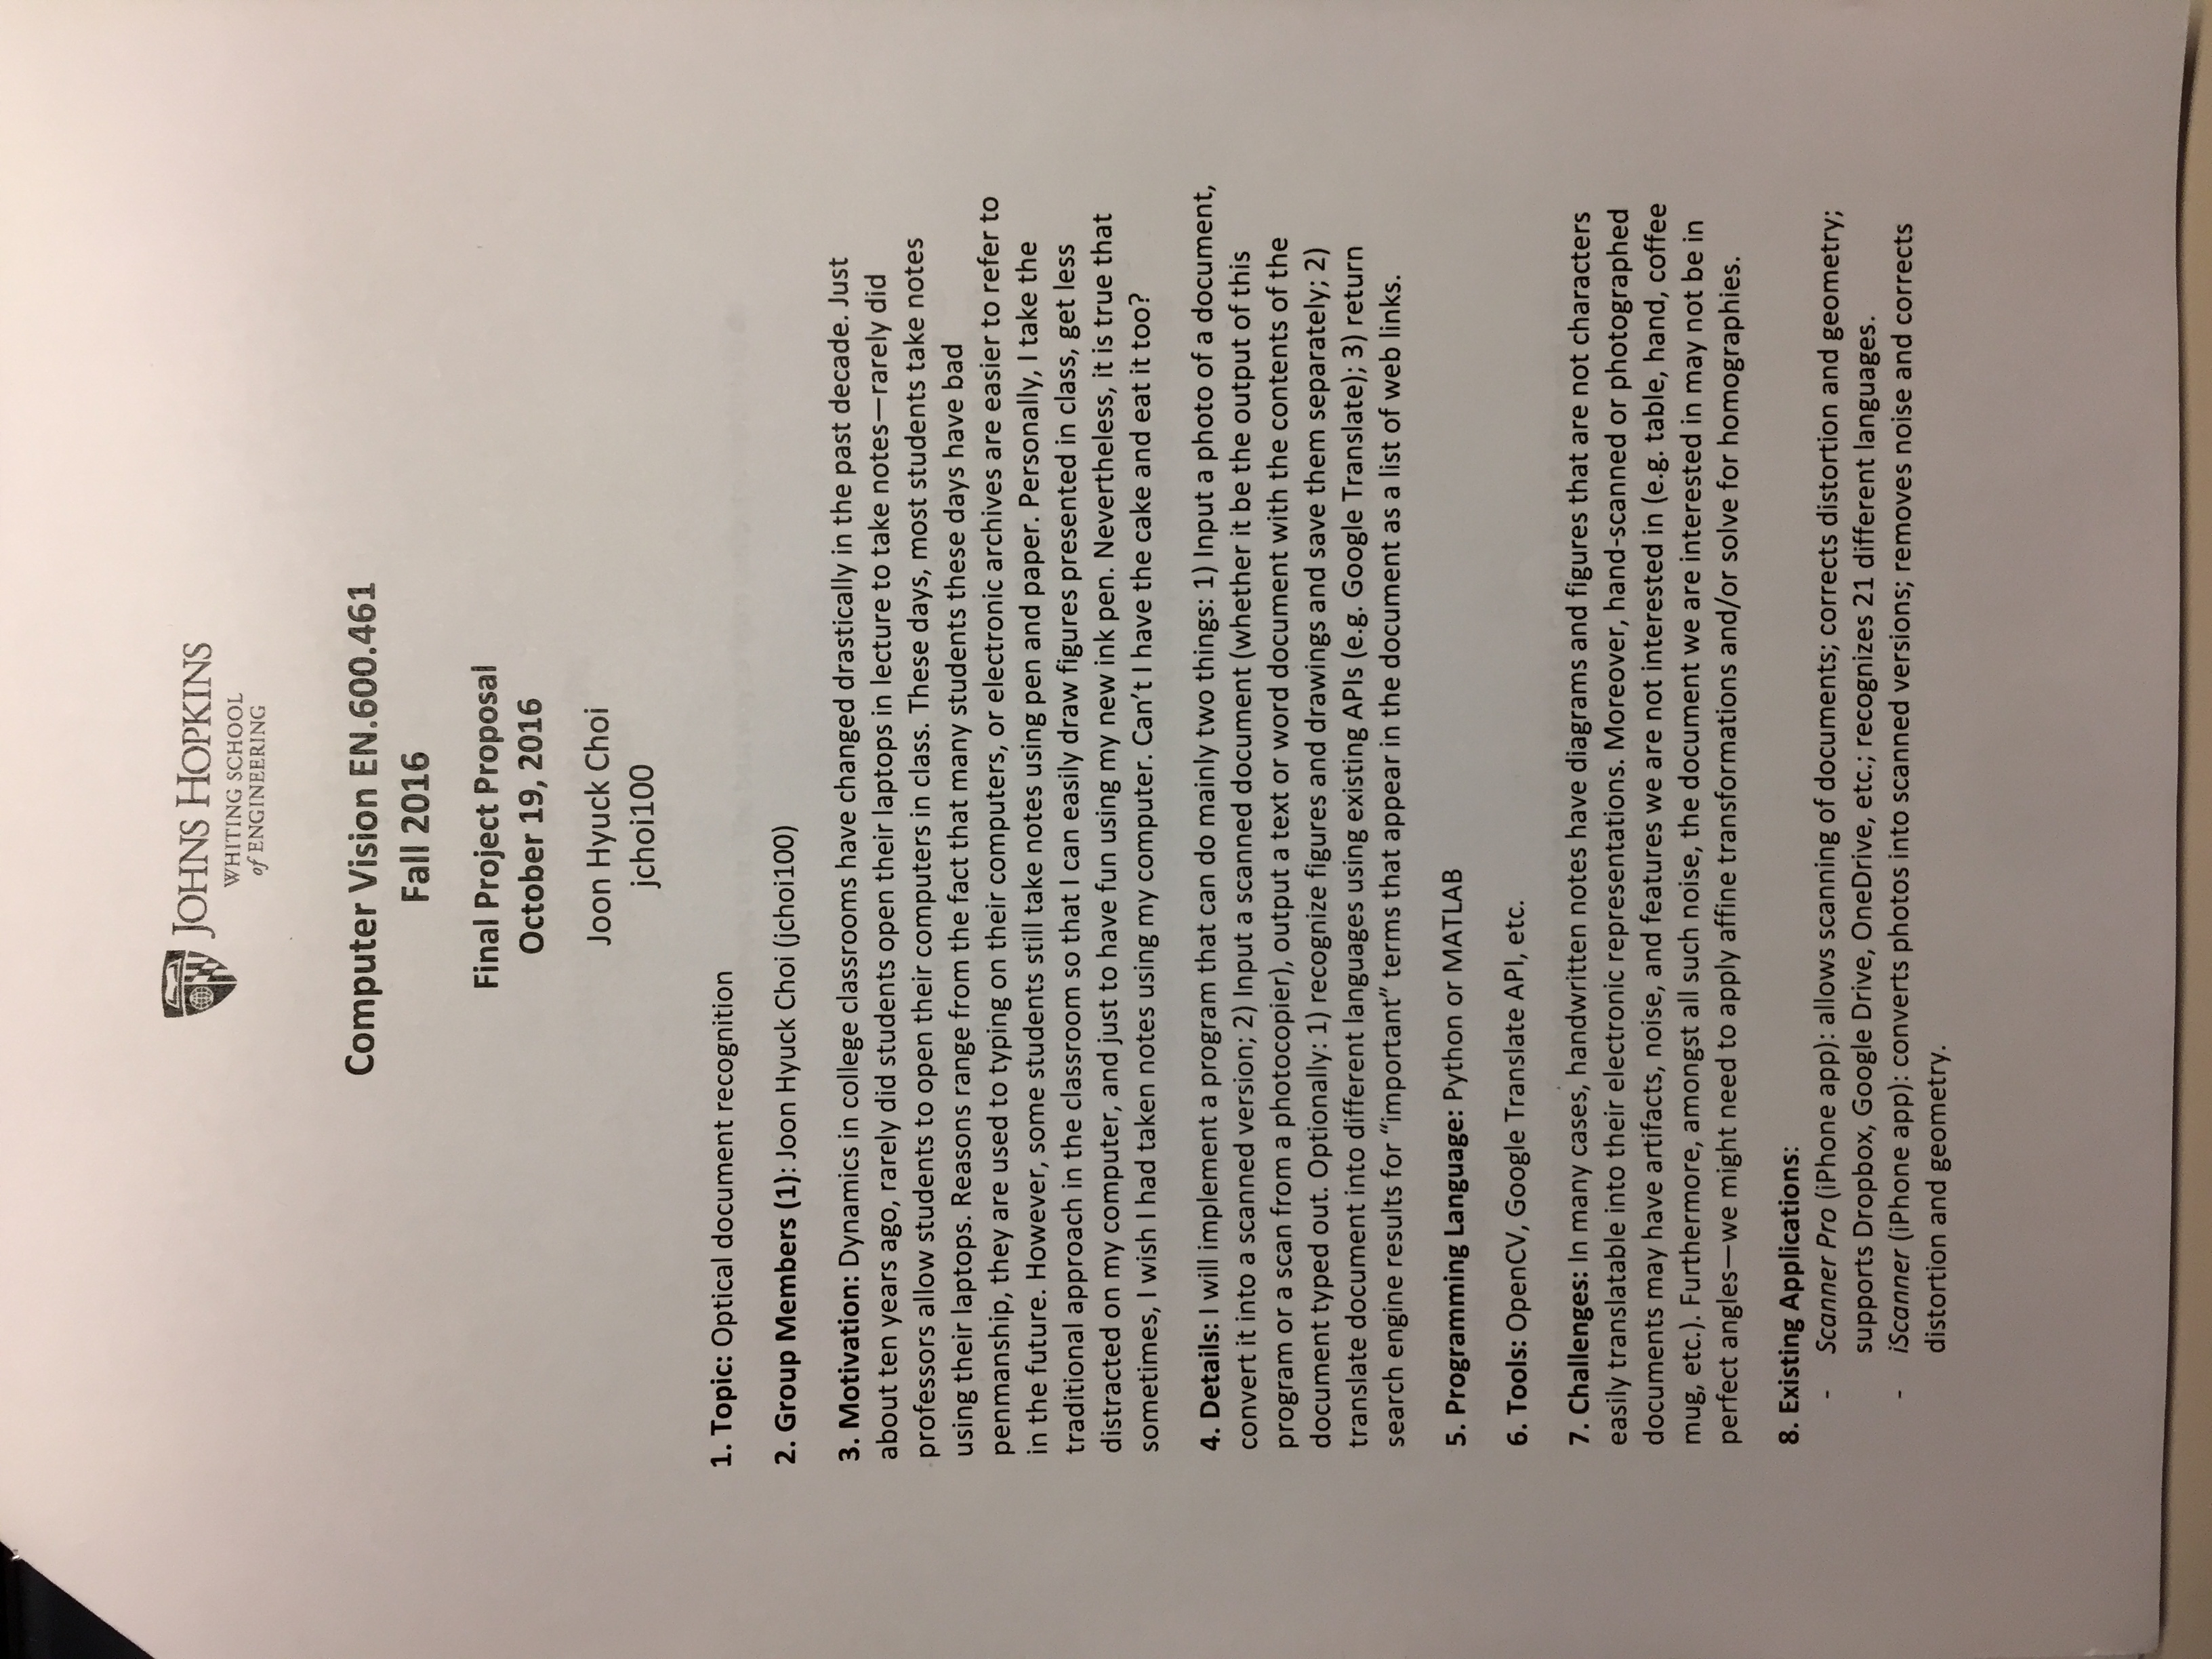 JOHNS HOPKINS
WHITING SCHOOL
of ENGINEERING
Computer Vision EN.600.461
Fall 2016
Final Project Proposal
October 19, 2016
Joon Hyuck Choi
jchoi100
1. Topic: Optical document recognition
2. Group Members (1): Joon Hyuck Choi (jchoi100)
3. Motivation: Dynamics in college classrooms have changed drastically in the past decade. Just
about ten years ago, rarely did students open their laptops in lecture to take notes—rarely did
professors allow students to open their computers in class. These days, most students take notes
using their laptops. Reasons range from the fact that many students these days have bad
penmanship, they are used to typing on their computers, or electronic archives are easier to refer to
in the future. However, some students still take notes using pen and paper. Personally, I take the
traditional approach in the classroom so that I can easily draw figures presented in class, get less
distracted on my computer, and just to have fun using my new ink pen. Nevertheless, it is true that
sometimes, I wish I had taken notes using my computer. Can’t I have the cake and eat it too?
4. Details: I will implement a program that can do mainly two things: 1) Input a photo of a document,
convert it into a scanned version; 2) Input a scanned document (whether it be the output of this
program or a scan from a photocopier), output a text or word document with the contents of the
document typed out. Optionally: 1) recognize figures and drawings and save them separately; 2)
translate document into different languages using existing APIs (e.g. Google Translate); 3) return
search engine results for “important” terms that appear in the document as a list of web links.
5. Programming Language: Python or MATLAB
6. Tools: OpenCV, Google Translate API, etc.
7. Challenges: In many cases, handwritten notes have diagrams and figures that are not characters
easily translatable into their electronic representations. Moreover, hand-scanned or photographed
documents may have artifacts, noise, and features we are not interested in (e.g. table, hand, coffee
mug, etc.). Furthermore, amongst all such noise, the document we are interested in may not be in
perfect angles—we might need to apply affine transformations and/or solve for homographies.
8. Existing Applications:
- Scanner Pro (iPhone app): allows scanning of documents; corrects distortion and geometry;
supports Dropbox, Google Drive, OneDrive, etc.; recognizes 21 different languages.
- iScanner (iPhone app): converts photos into scanned versions; removes noise and corrects
distortion and geometry.